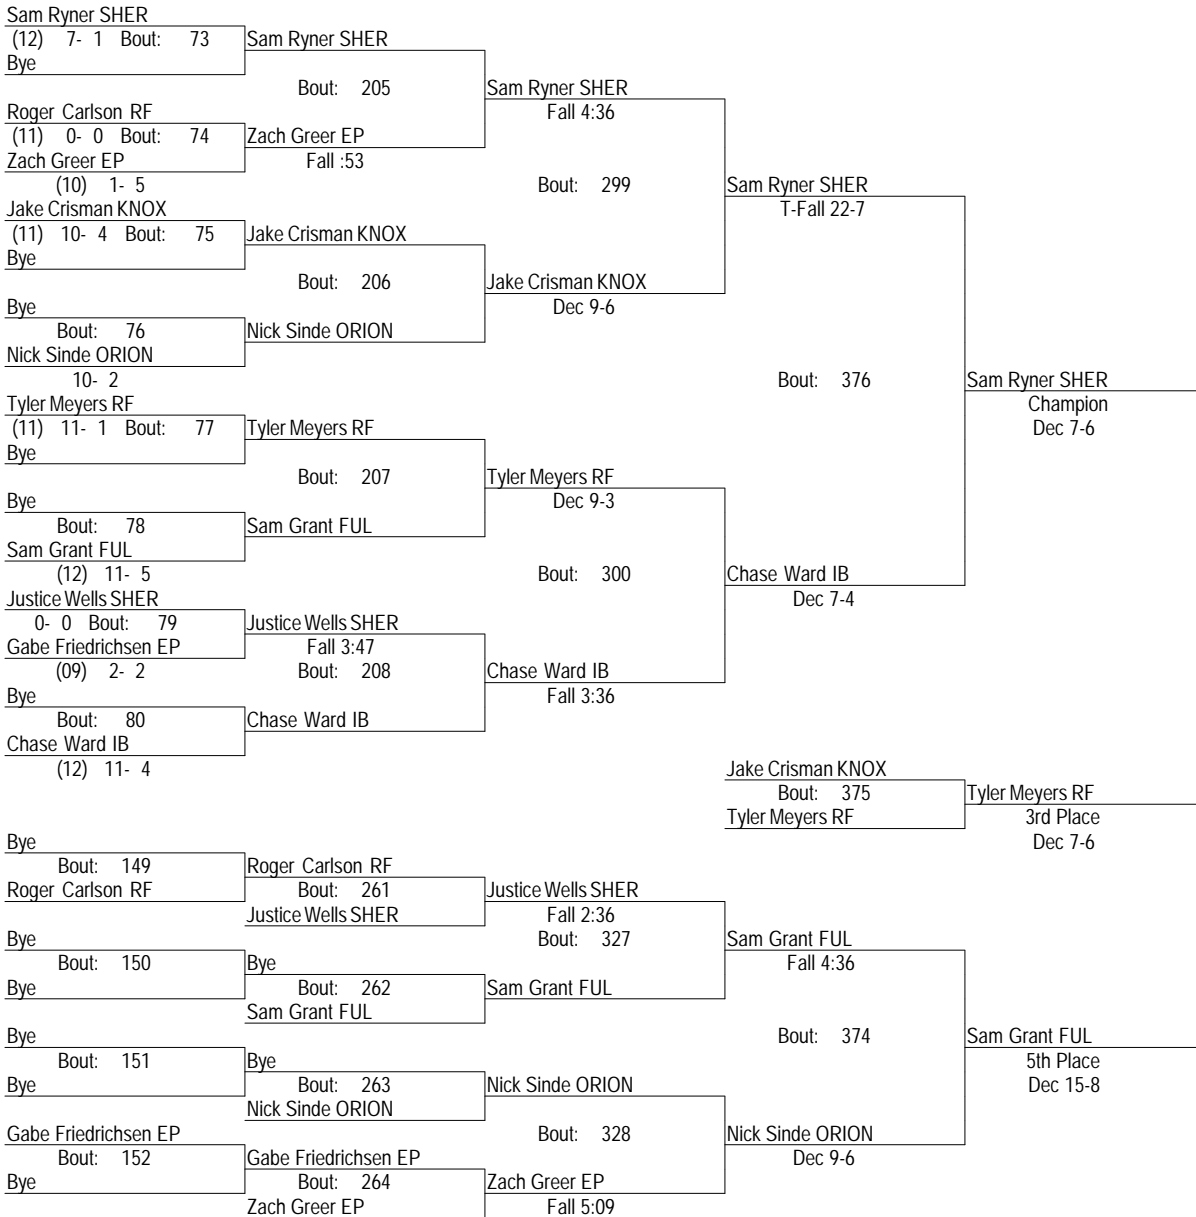 Sam Ryner SHER
(12) 7- 1 Bout: 73 Sam Ryner SHER
Bye
Bout: 205 Sam Ryner SHER
Roger Carlson RF Fall 4:36
(11) 0- 0 Bout: 74 Zach Greer EP
Zach Greer EP Fall :53
(10) 1- 5 Bout: 299 Sam Ryner SHER
Jake Crisman KNOX T-Fall 22-7
(11) 10- 4 Bout: 75 Jake Crisman KNOX
Bye
Bout: 206 Jake Crisman KNOX
Bye Dec 9-6
Bout: 76 Nick Sinde ORION
Nick Sinde ORION
10- 2 Bout: 376 Sam Ryner SHER
Tyler Meyers RF Champion
(11) 11- 1 Bout: 77 Tyler Meyers RF Dec 7-6
Bye
Bout: 207 Tyler Meyers RF
Bye Dec 9-3
Bout: 78 Sam Grant FUL
Sam Grant FUL
(12) 11- 5 Bout: 300 Chase Ward IB
Justice Wells SHER Dec 7-4
0- 0 Bout: 79 Justice Wells SHER
Gabe Friedrichsen EP Fall 3:47
(09) 2- 2 Bout: 208 Chase Ward IB
Bye Fall 3:36
Bout: 80 Chase Ward IB
Chase Ward IB
(12) 11- 4 Jake Crisman KNOX
Bout: 375 Tyler Meyers RF
Tyler Meyers RF 3rd Place
Bye Dec 7-6
Bout: 149 Roger Carlson RF
Roger Carlson RF Bout: 261 Justice Wells SHER
Justice Wells SHER Fall 2:36
Bye Bout: 327 Sam Grant FUL
Bout: 150 Bye Fall 4:36
Bye Bout: 262 Sam Grant FUL
Sam Grant FUL
Bye Bout: 374 Sam Grant FUL
Bout: 151 Bye 5th Place
Bye Bout: 263 Nick Sinde ORION Dec 15-8
Nick Sinde ORION
Gabe Friedrichsen EP Bout: 328 Nick Sinde ORION
Bout: 152 Gabe Friedrichsen EP Dec 9-6
Bye Bout: 264 Zach Greer EP
Zach Greer EP Fall 5:09